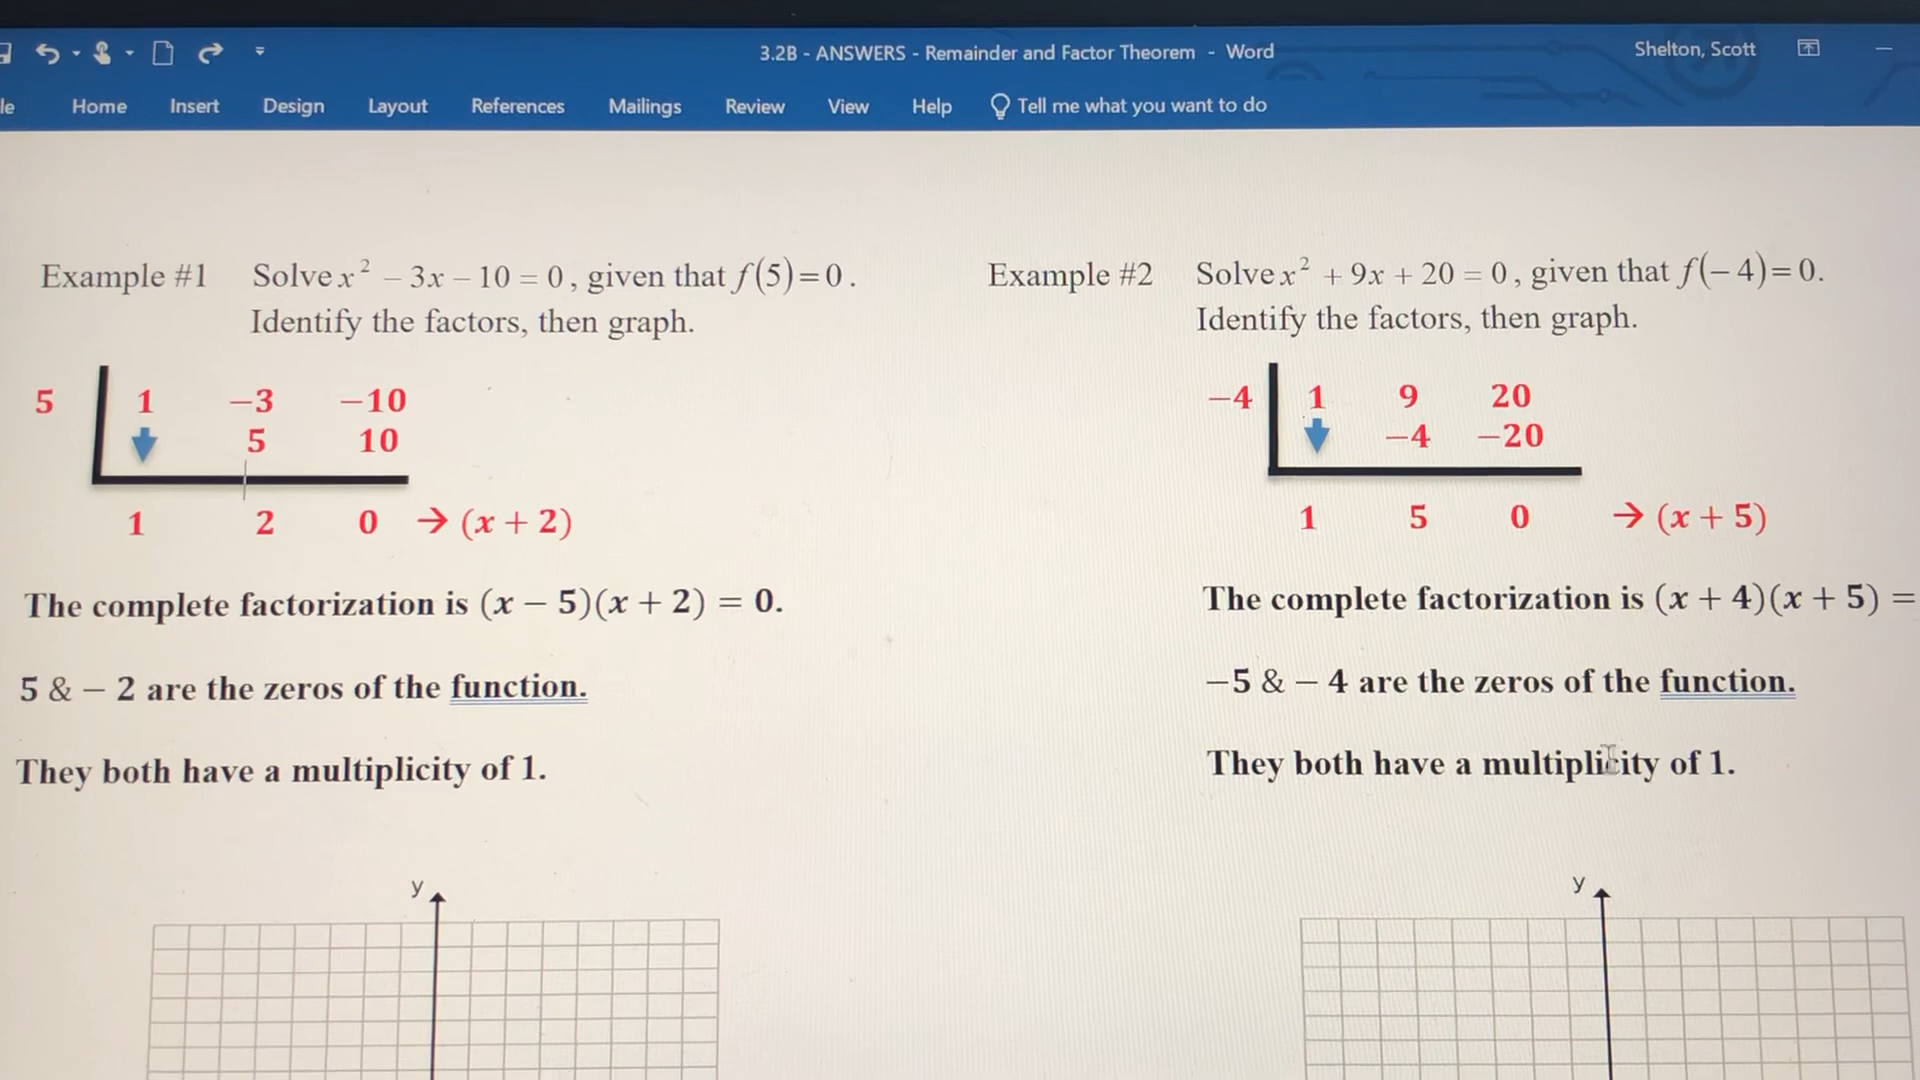 3.2B - ANSWERS - Remainder and Factor Theorem - Word
Shelton, Scott
le Home Insert Design Layout References Mailings Review View Help Tell me what you want to do
Example #1 Solve x² – 3x – 10 = 0, given that f(5)=0.
Identify the factors, then graph.
5 1 −3 −10
5 10
1 2 0 → (x + 2)
The complete factorization is (x − 5)(x + 2) = 0.
5 & − 2 are the zeros of the function.
They both have a multiplicity of 1.
y
Example #2 Solve x² + 9x + 20 = 0, given that f(– 4)=0.
Identify the factors, then graph.
−4 1 9 20
−4 −20
1 5 0 → (x + 5)
The complete factorization is (x + 4)(x + 5) =
−5 & − 4 are the zeros of the function.
They both have a multiplicity of 1.
y